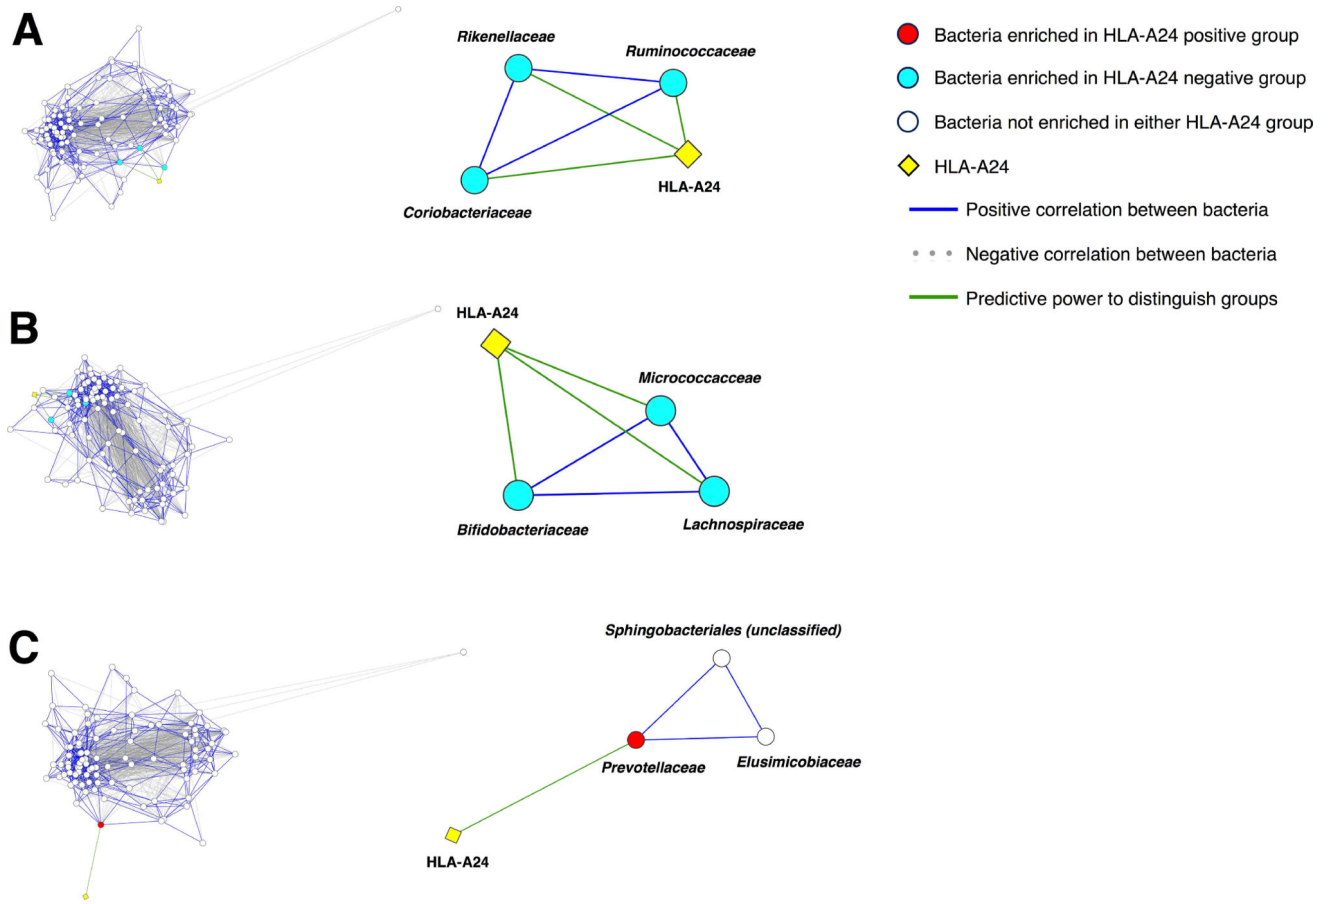 A
Rikenellaceae
Ruminococcaceae
HLA-A24
Coriobacteriaceae
Bacteria enriched in HLA-A24 positive group
Bacteria enriched in HLA-A24 negative group
Bacteria not enriched in either HLA-A24 group
HLA-A24
Positive correlation between bacteria
Negative correlation between bacteria
Predictive power to distinguish groups
B
HLA-A24
Micrococcacceae
Bifidobacteriaceae
Lachnospiraceae
C
Sphingobacteriales (unclassified)
Prevotellaceae
Elusimicobiaceae
HLA-A24